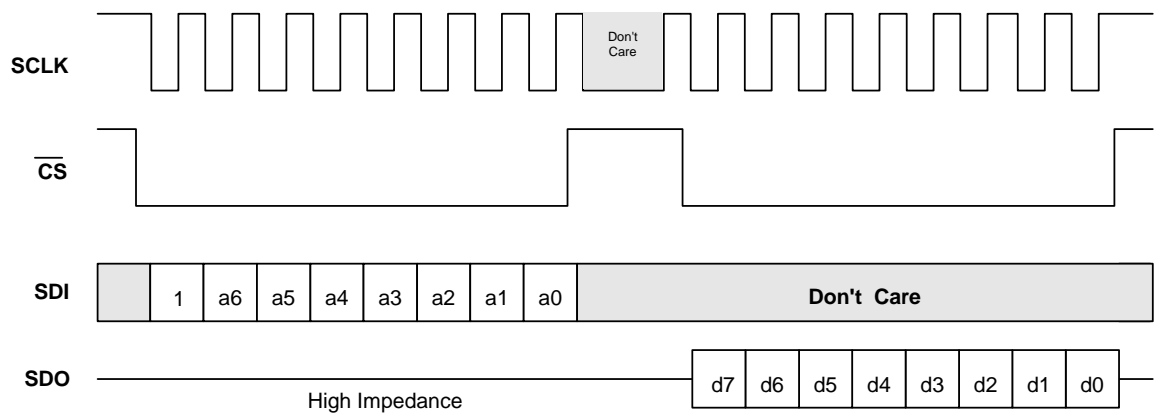 Don't
Care
SCLK
CS
SDI
1 a6 a5 a4 a3 a2 a1 a0 Don't Care
SDO
d7 d6 d5 d4 d3 d2 d1 d0
High Impedance